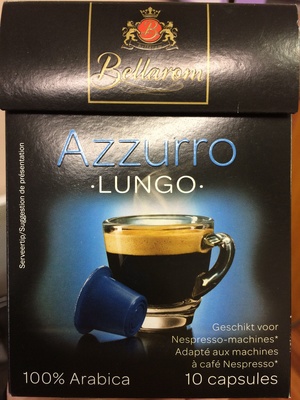 B
Bellarom
Azzurro
· LUNGO ·
Serveertip/Suggestion de présentation
Geschikt voor
Nespresso-machines*
Adapté aux machines
à café Nespresso*
100% Arabica
10 capsules